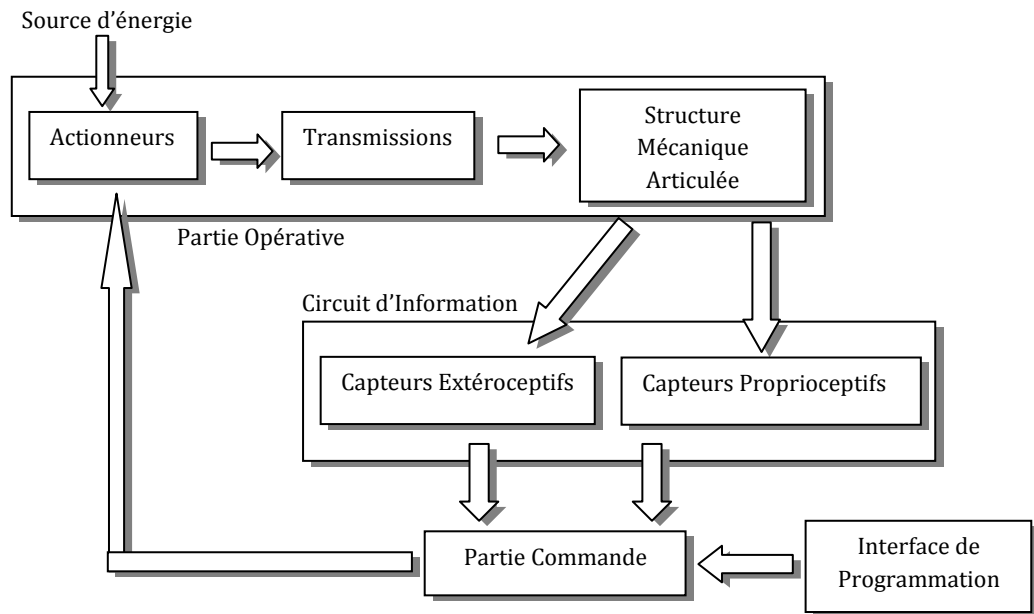 Source d'énergie
Actionneurs
Transmissions
Structure
Mécanique
Articulée
Partie Opérative
Circuit d'Information
Capteurs Extéroceptifs
Capteurs Proprioceptifs
Partie Commande
Interface de
Programmation